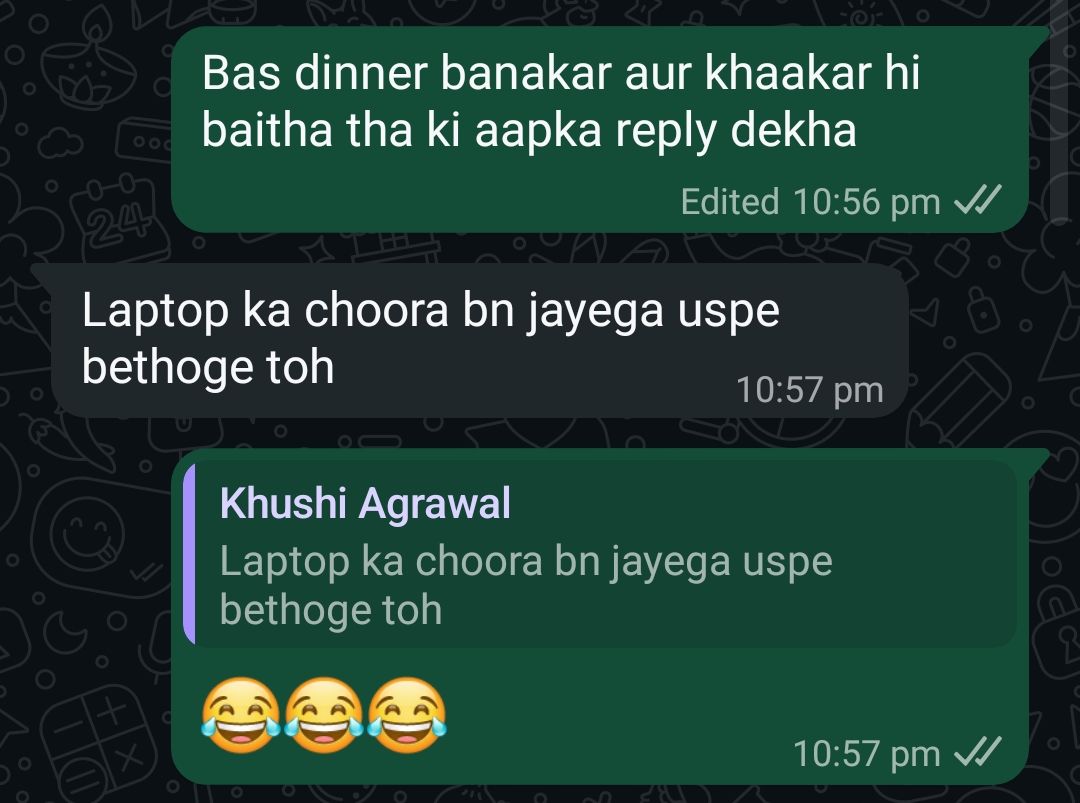 Bas dinner banakar aur khaakar hi
baitha tha ki aapka reply dekha
Edited 10:56 pm
Laptop ka choora bn jayega uspe
bethoge toh
10:57 pm
Khushi Agrawal
Laptop ka choora bn jayega uspe
bethoge toh
😂😂😂
10:57 pm